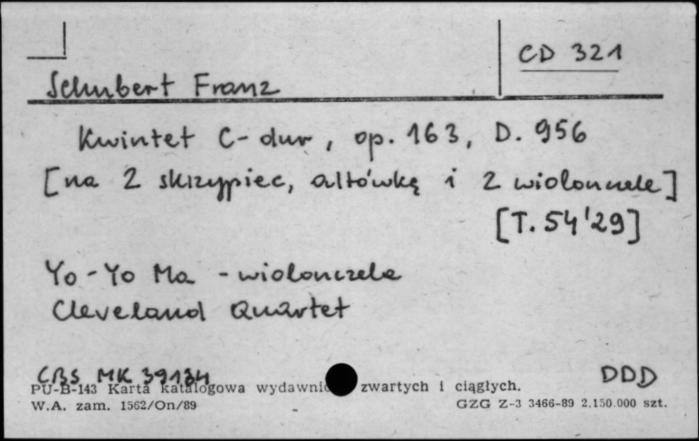 CD 321
Schubert Franz
Kwintet C-dur, op. 163, D. 956
[na 2 skrzypiec, altówkę i 2 wiolonczele]
[T. 54'29]
Yo-Yo Ma - wiolonczela
Cleveland Quartet
CBS MK 39134 DDD
PU-B-143 Karta katalogowa zwartych i ciągłych.
W.A. zam. 1562/On/89 GZG Z-3 3466-89 2.150.000 szt.